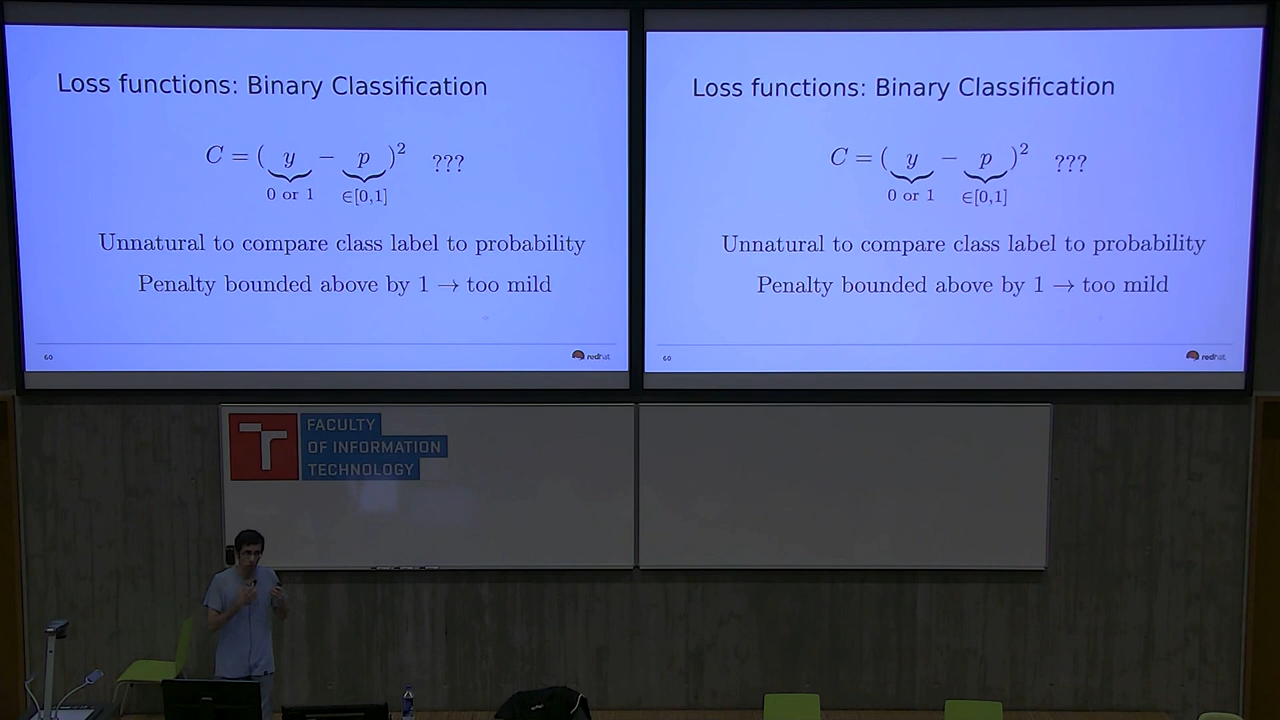 Loss functions: Binary Classification
C = ( y − p )² ???
0 or 1 ∈[0,1]
Unnatural to compare class label to probability
Penalty bounded above by 1 → too mild
60 redhat
Loss functions: Binary Classification
C = ( y − p )² ???
0 or 1 ∈[0,1]
Unnatural to compare class label to probability
Penalty bounded above by 1 → too mild
60 redhat
T FACULTY
OF INFORMATION
TECHNOLOGY